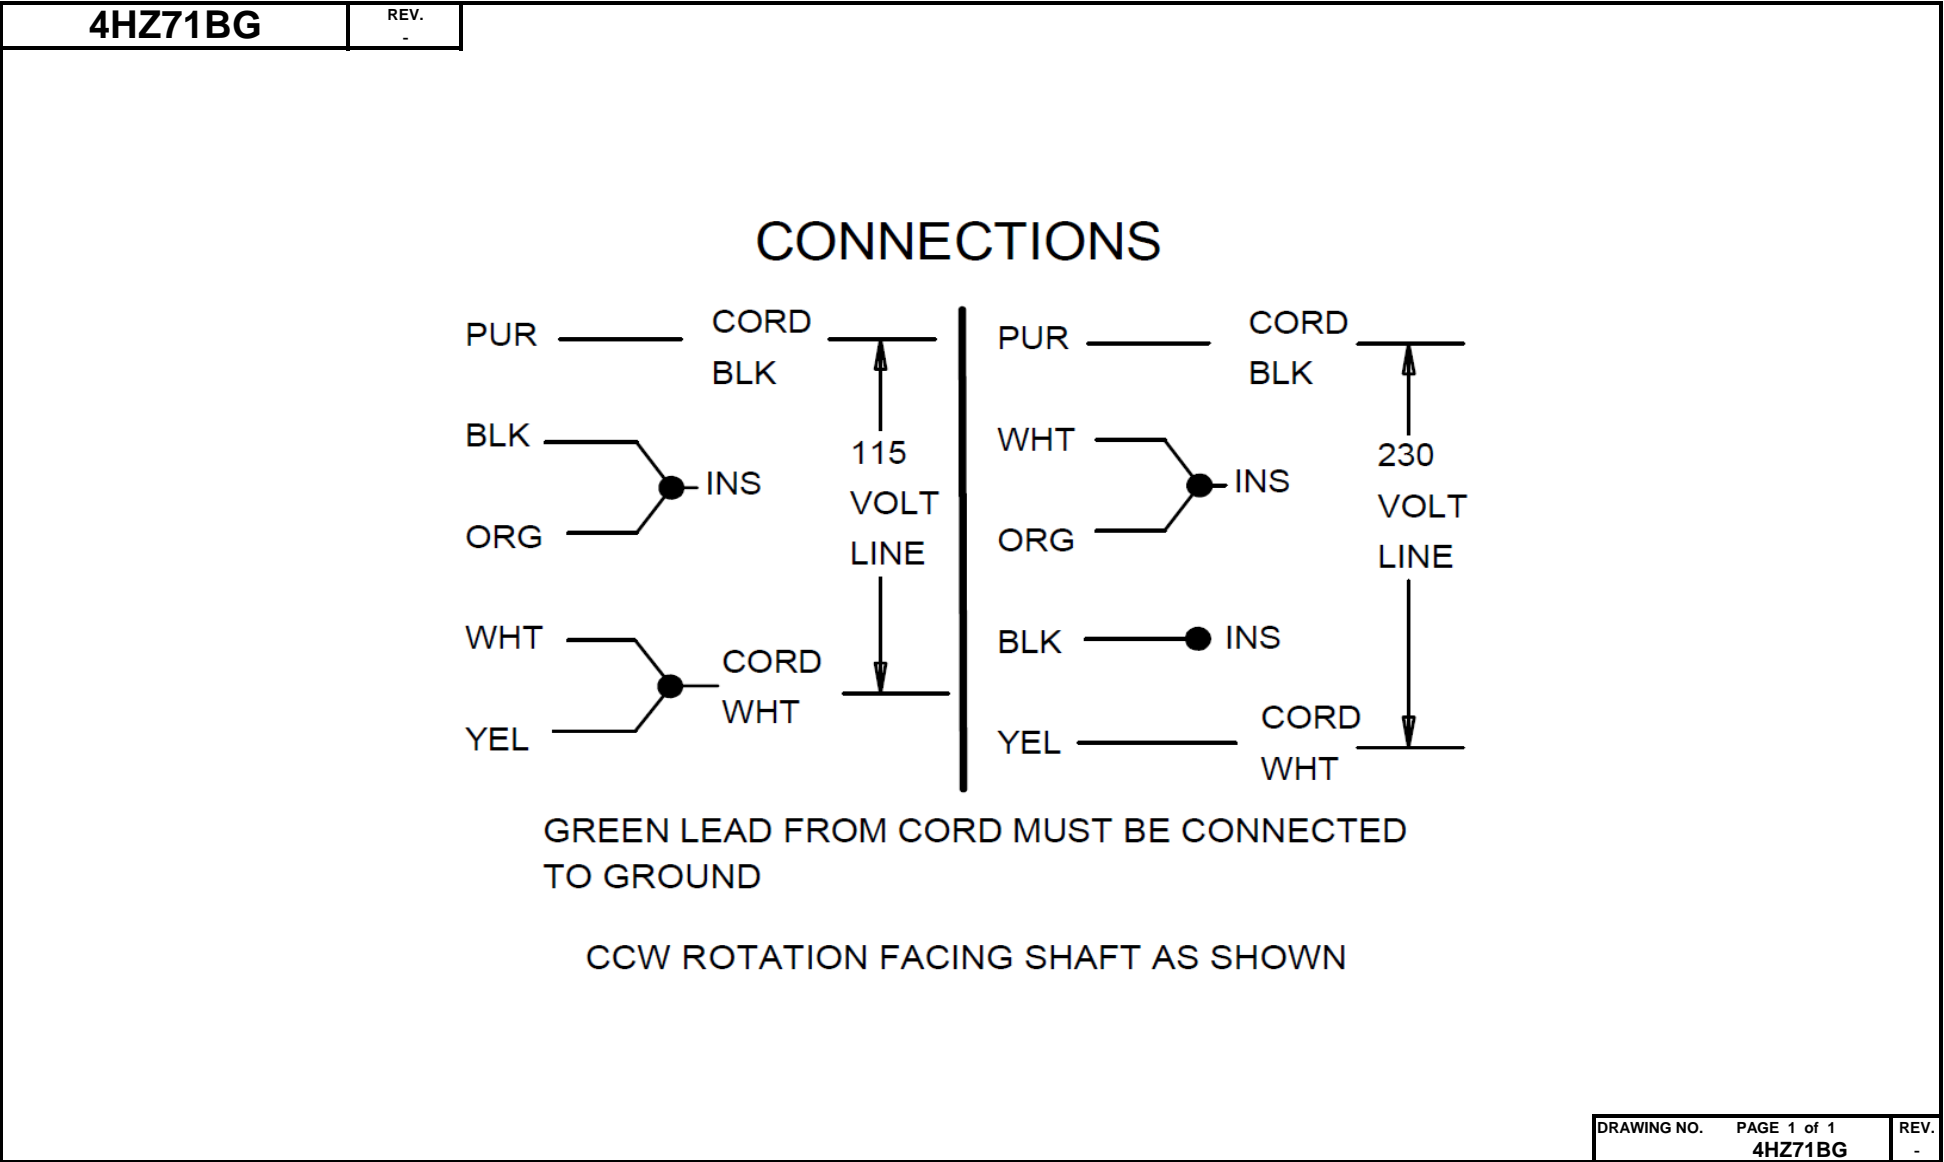 4HZ71BG
REV.
-
CONNECTIONS
PUR
CORD
BLK
BLK
INS
ORG
WHT
CORD
WHT
YEL
115
VOLT
LINE
PUR
CORD
BLK
WHT
INS
ORG
BLK
INS
YEL
CORD
WHT
230
VOLT
LINE
GREEN LEAD FROM CORD MUST BE CONNECTED
TO GROUND
CCW ROTATION FACING SHAFT AS SHOWN
DRAWING NO. PAGE 1 of 1
4HZ71BG
REV.
-